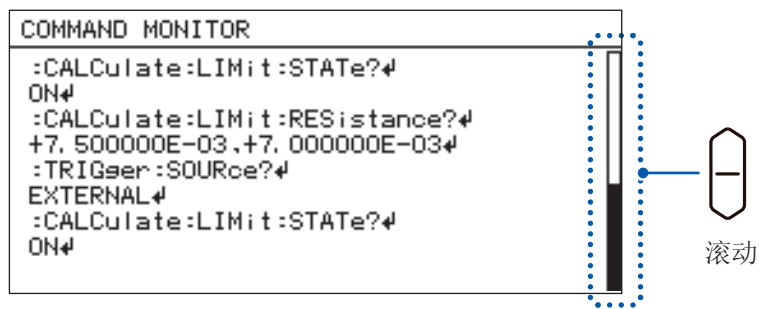 COMMAND MONITOR
:CALCulate:LIMit:STATe?↲
ON↲
:CALCulate:LIMit:RESistance?↲
+7.500000E-03,+7.000000E-03↲
:TRIGger:SOURce?↲
EXTERNAL↲
:CALCulate:LIMit:STATe?↲
ON↲
滚动